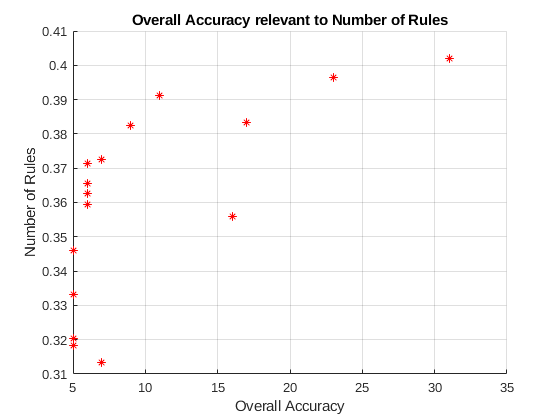 Overall Accuracy relevant to Number of Rules
0.41
0.4
0.39
0.38
0.37
0.36
0.35
0.34
0.33
0.32
0.31
Number of Rules
5 10 15 20 25 30 35
Overall Accuracy